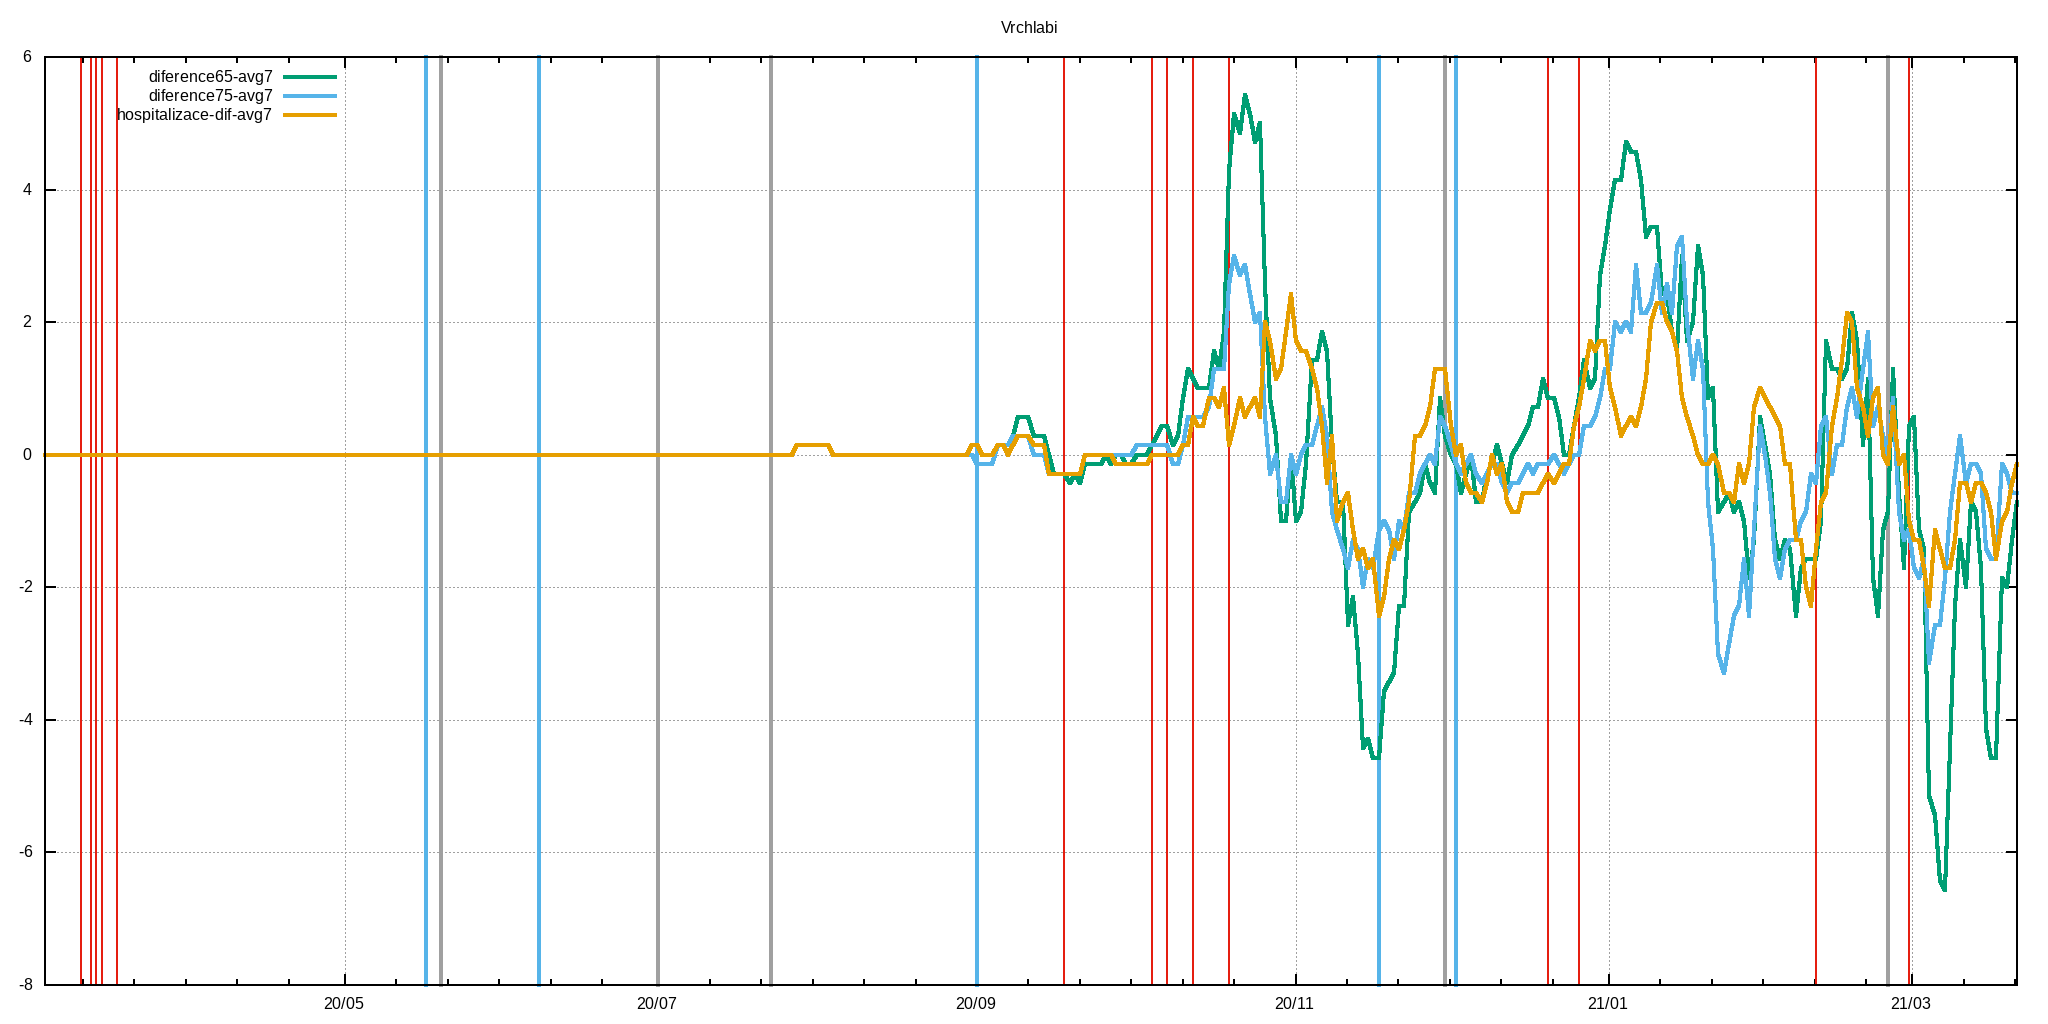 Vrchlabi
6
diference65-avg7
diference75-avg7
hospitalizace-dif-avg7
4
2
0
-2
-4
-6
-8
20/05 20/07 20/09 20/11 21/01 21/03